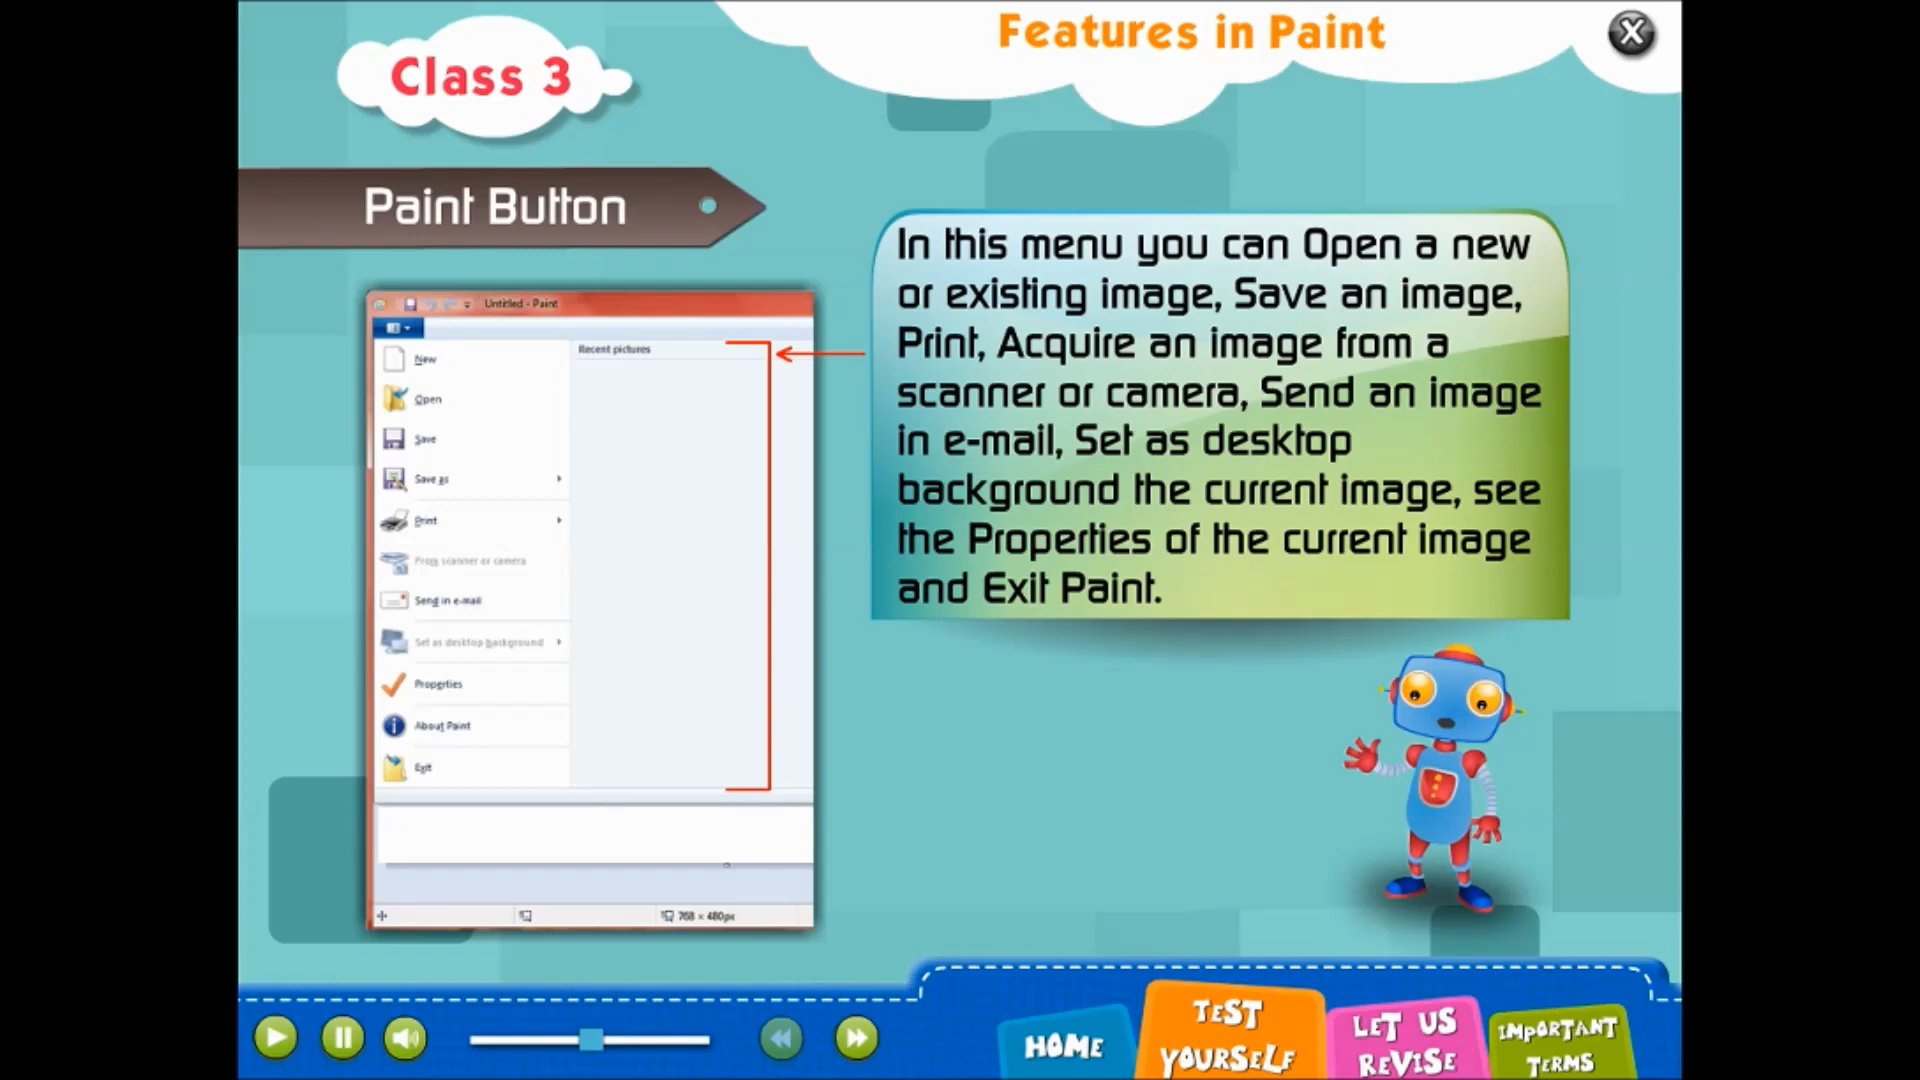 Features in Paint
X
Class 3
Paint Button
In this menu you can Open a new
or existing image, Save an image,
Print, Acquire an image from a
scanner or camera, Send an image
in e-mail, Set as desktop
background the current image, see
the Properties of the current image
and Exit Paint.
Untitled - Paint
Recent pictures
New
Open
Save
Save as
Print
From scanner or camera
Send in e-mail
Set as desktop background
Properties
About Paint
Exit
768 × 480px
HOME
TEST
YOURSELF
LET US
REVISE
IMPORTANT
TERMS